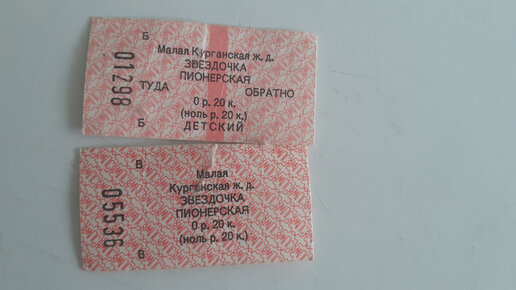 Б
Малая Курганская ж. д.
ЗВЕЗДОЧКА
ПИОНЕРСКАЯ
ТУДА ОБРАТНО
0 р. 20 к.
(ноль р. 20 к.)
Б ДЕТСКИЙ
01298
В
Малая
Курганская ж. д.
ЗВЕЗДОЧКА
ПИОНЕРСКАЯ
0 р. 20 к.
(ноль р. 20 к.)
В
05536